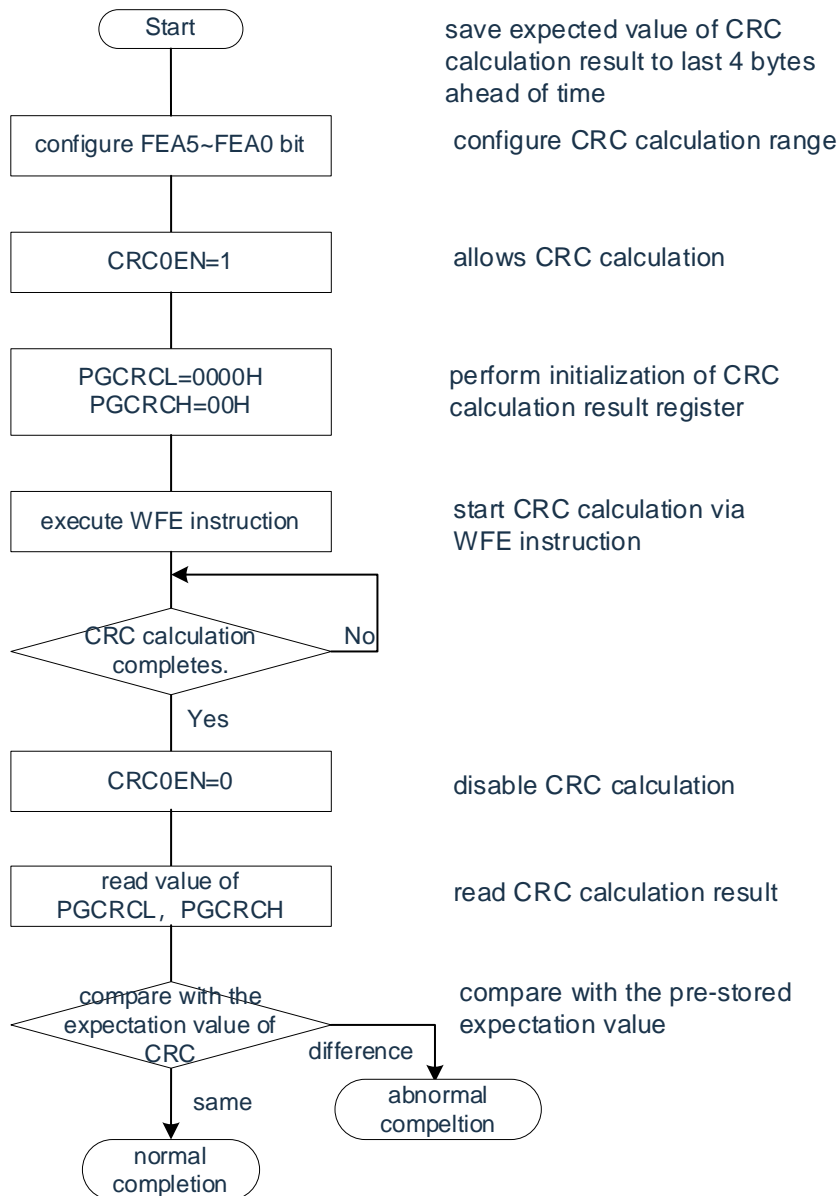 Start
save expected value of CRC
calculation result to last 4 bytes
ahead of time
configure FEA5~FEA0 bit
configure CRC calculation range
CRC0EN=1
allows CRC calculation
PGCRCL=0000H
PGCRCH=00H
perform initialization of CRC
calculation result register
execute WFE instruction
start CRC calculation via
WFE instruction
CRC calculation
completes.
No
Yes
CRC0EN=0
disable CRC calculation
read value of
PGCRCL, PGCRCH
read CRC calculation result
compare with the
expectation value of
CRC
compare with the pre-stored
expectation value
difference
same
abnormal
compeltion
normal
completion